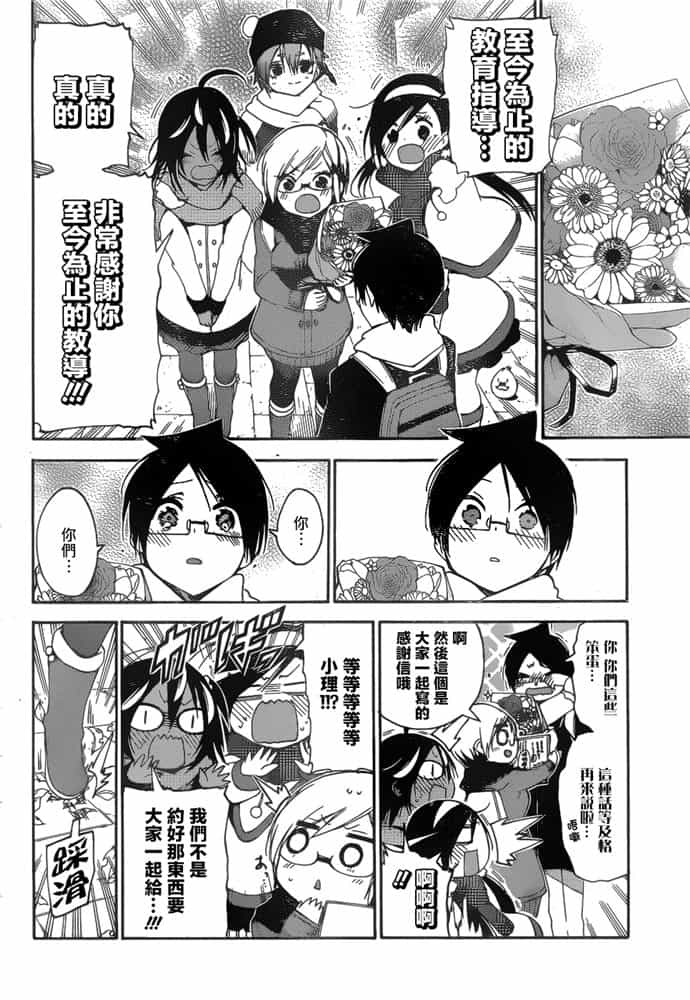 至今為止的
教育指導…
真的
真的
非常感謝你
至今為止的教導!!!
你…
你們…
你 你們這些
笨蛋…
這種話等及格
再來說啦…
唔嗯
啊
然後這個是
大家一起寫的
感謝信哦
啊啊啊
!!
等等等等等
小理!!?
ガバ
我們不是
約好那東西要
大家一起給…!!!
踩滑